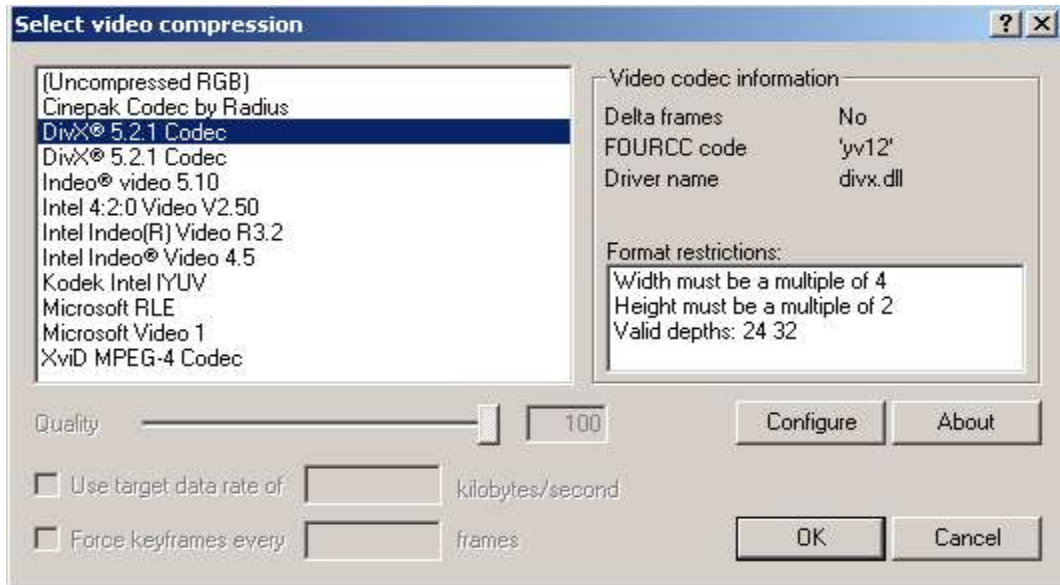 Select video compression
(Uncompressed RGB)
Cinepak Codec by Radius
DivX® 5.2.1 Codec
DivX® 5.2.1 Codec
Indeo® video 5.10
Intel 4:2:0 Video V2.50
Intel Indeo(R) Video R3.2
Intel Indeo® Video 4.5
Kodek Intel IYUV
Microsoft RLE
Microsoft Video 1
XviD MPEG-4 Codec
Video codec information
Delta frames No
FOURCC code 'yv12'
Driver name divx.dll
Format restrictions:
Width must be a multiple of 4
Height must be a multiple of 2
Valid depths: 24 32
Quality 100 Configure About
Use target data rate of kilobytes/second
Force keyframes every frames OK Cancel